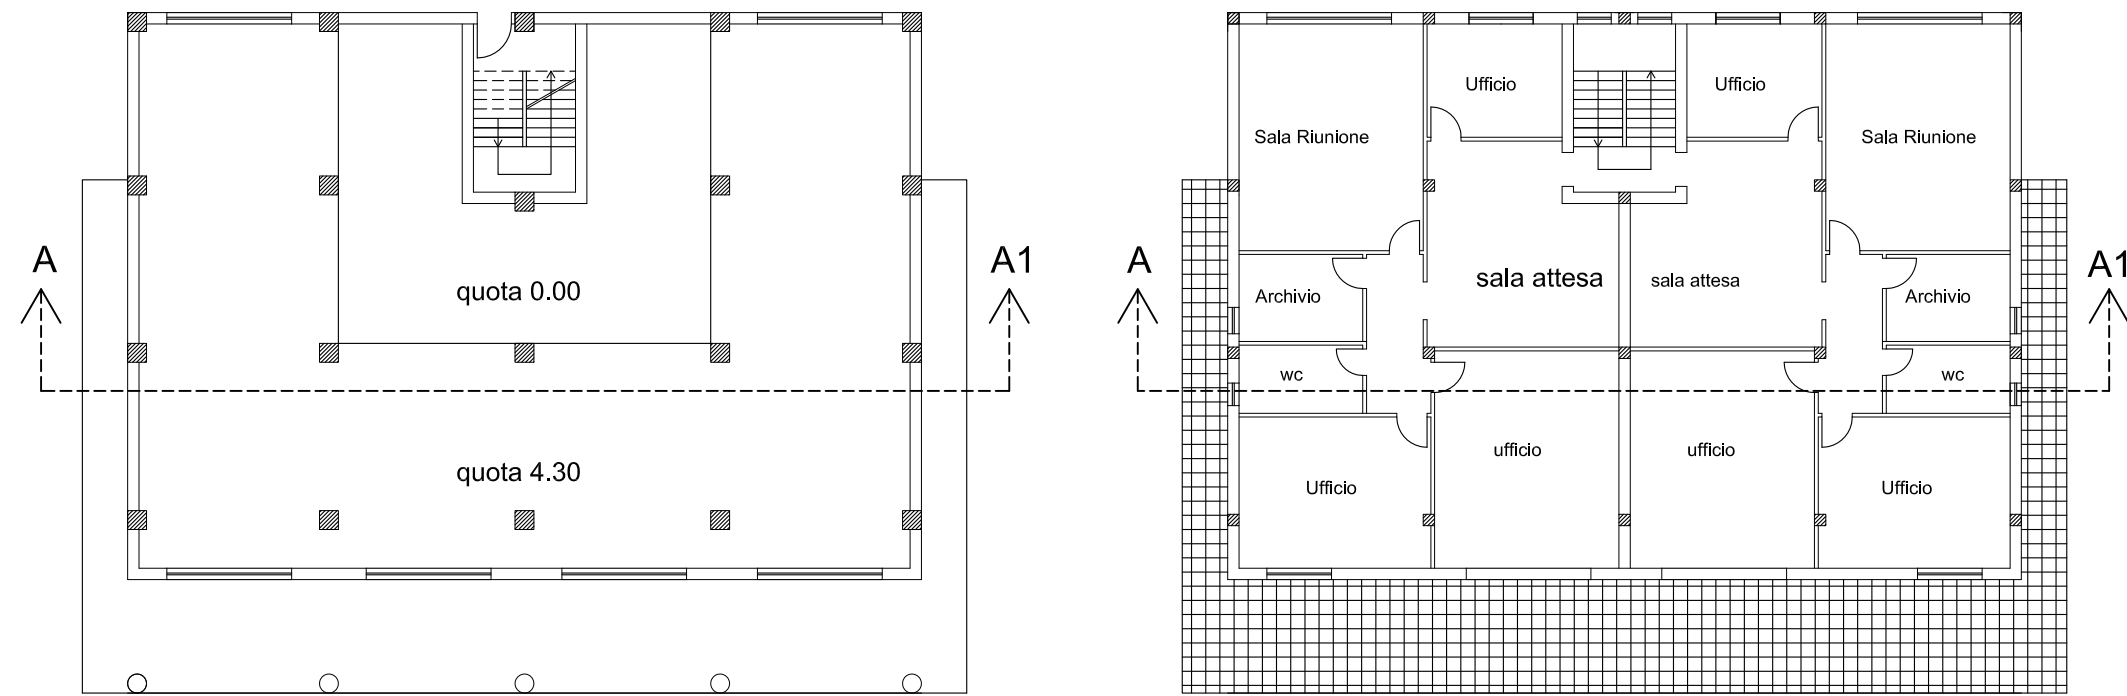 A
A1
quota 0.00
quota 4.30
Ufficio
Ufficio
Sala Riunione
Sala Riunione
A
A1
sala attesa
sala attesa
Archivio
Archivio
wc
wc
ufficio
ufficio
Ufficio
Ufficio